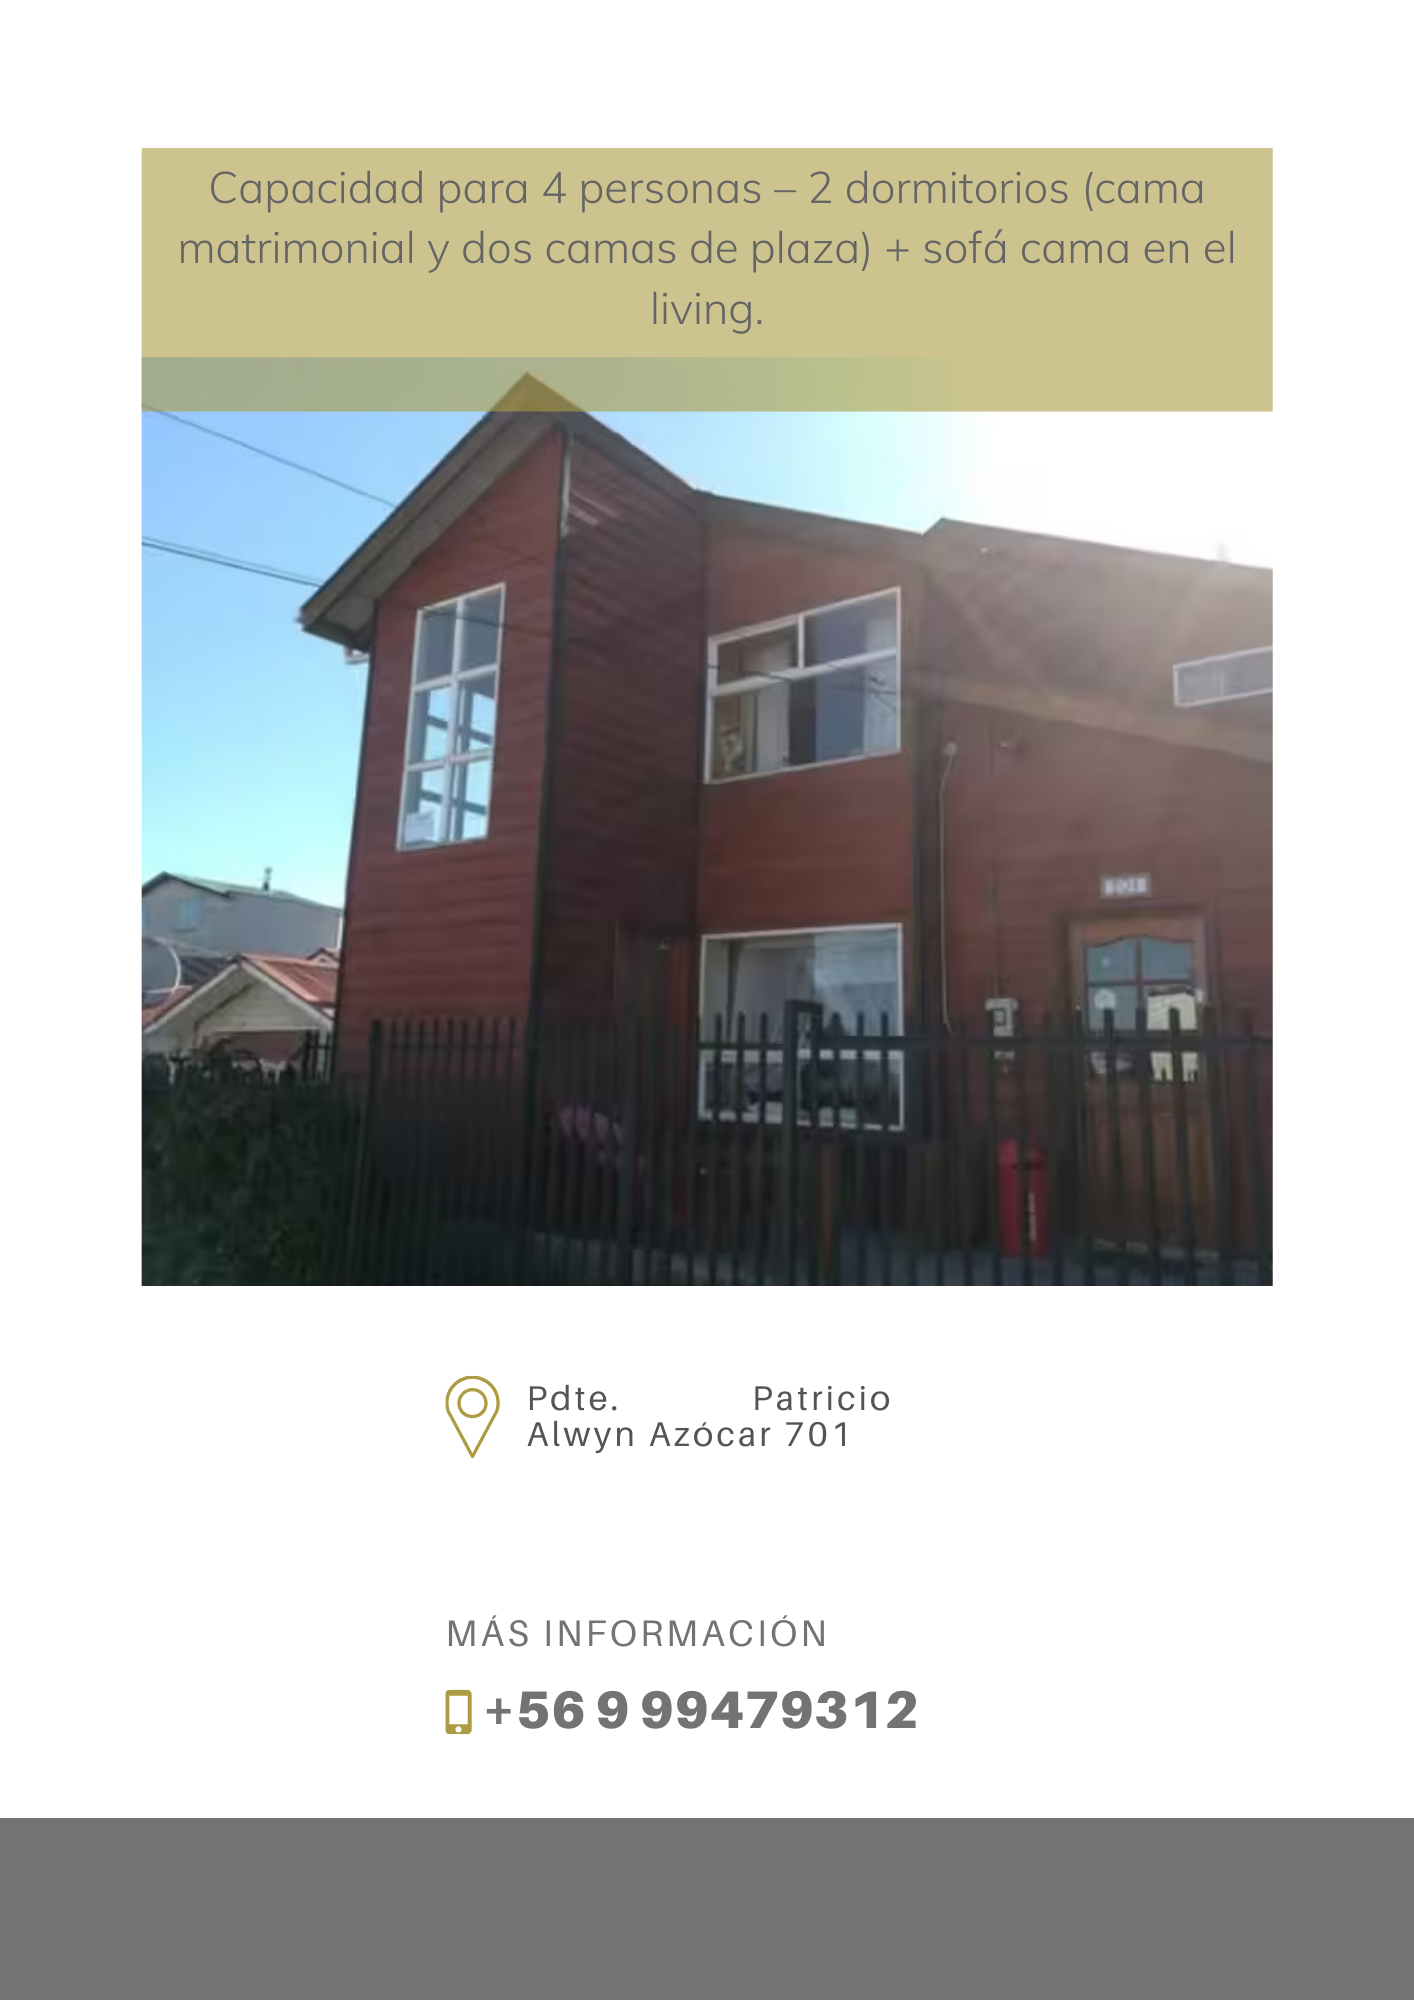 Capacidad para 4 personas – 2 dormitorios (cama
matrimonial y dos camas de plaza) + sofá cama en el
living.
Pdte. Patricio
Alwyn Azócar 701
MÁS INFORMACIÓN
+56 9 99479312